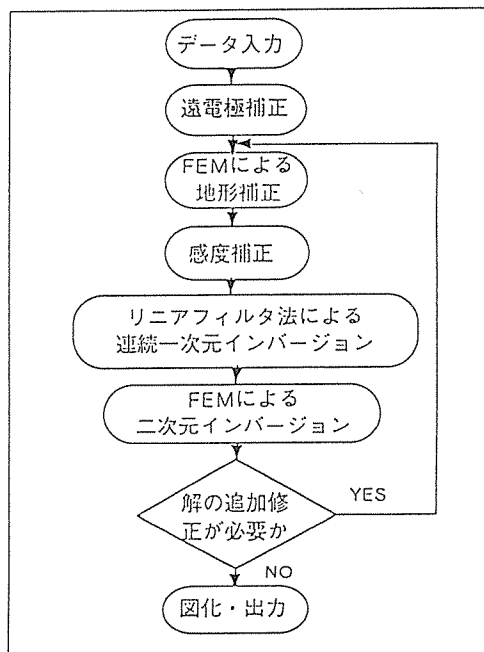 データ入力
遠電極補正
FEMによる
地形補正
感度補正
リニアフィルタ法による
連続一次元インバージョン
FEMによる
二次元インバージョン
解の追加修
正が必要か
YES
NO
図化・出力